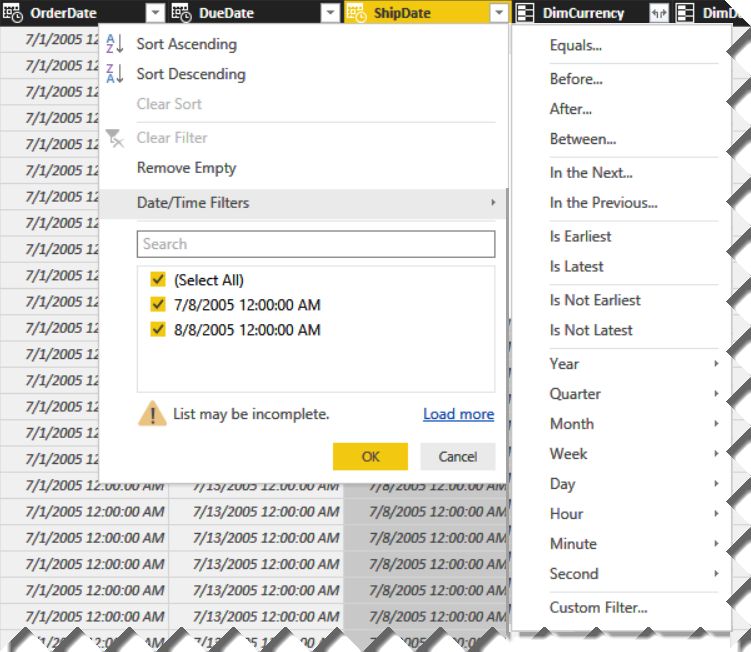 OrderDate DueDate ShipDate DimCurrency
7/1/2005 12
Sort Ascending
Equals...
7/1/2005 12
Sort Descending
Before...
7/1/2005 12
Clear Sort
After...
7/1/2005 12
Clear Filter
Between...
7/1/2005 12
Remove Empty
In the Next...
7/1/2005 12
Date/Time Filters
In the Previous...
7/1/2005 12
7/1/2005 12
Search
Is Earliest
7/1/2005 12
(Select All)
Is Latest
7/1/2005 12
7/8/2005 12:00:00 AM
Is Not Earliest
7/1/2005 12
8/8/2005 12:00:00 AM
Is Not Latest
7/1/2005 12
7/1/2005 12
Year
7/1/2005 12
Quarter
7/1/2005 12
List may be incomplete. Load more
Month
7/1/2005 12
7/1/2005 12
OK Cancel
Week
7/1/2005 12:00:00 AM 7/13/2005 12:00:00 AM 7/8/2005 12:00:00 AM
Day
7/1/2005 12:00:00 AM 7/13/2005 12:00:00 AM 7/8/2005 12:00:00 AM
Hour
7/1/2005 12:00:00 AM 7/13/2005 12:00:00 AM 7/8/2005 12:00:00 AM
Minute
7/1/2005 12:00:00 AM 7/13/2005 12:00:00 AM 7/8/2005 12:00:00 AM
Second
7/1/2005 12:00:00 AM 7/13/2005 12:00:00 AM 7/8/2005 12:00:00 AM
Custom Filter...
7/1/2005 12:00:00 AM 7/13/2005 12:00:00 AM 7/8/2005 12:00:00 AM